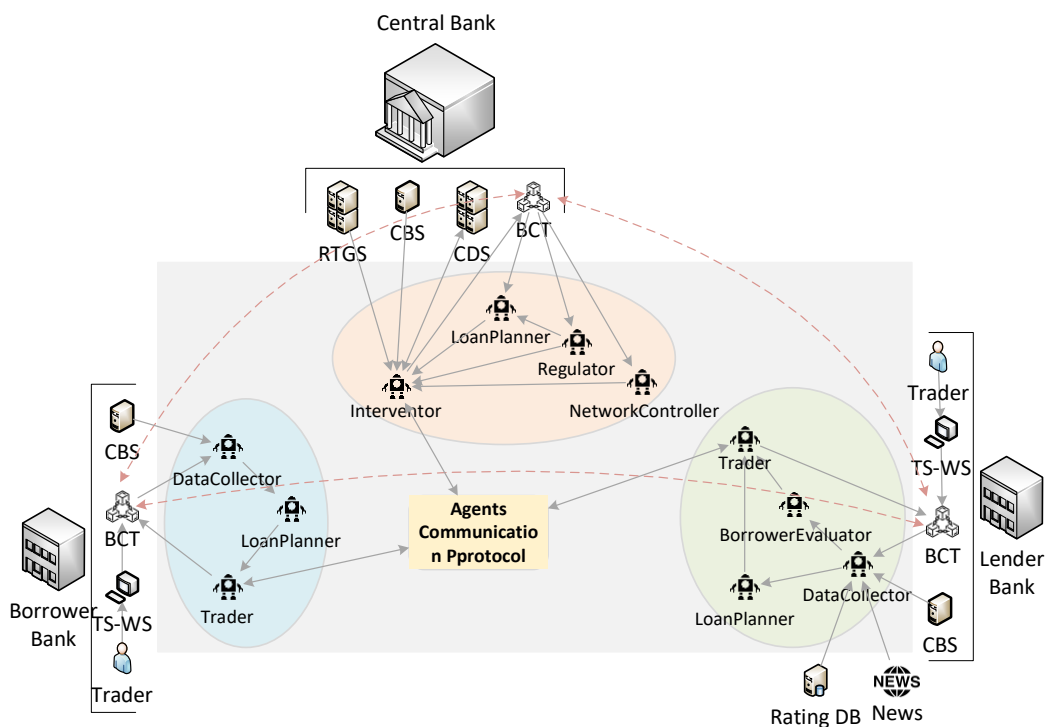 Central Bank
RTGS
CBS
CDS
BCT
LoanPlanner
Regulator
Interventor
NetworkController
CBS
DataCollector
BCT
LoanPlanner
Trader
TS-WS
Borrower
Bank
Trader
Agents
Communicatio
n Pprotocol
Trader
BorrowerEvaluator
DataCollector
LoanPlanner
Trader
TS-WS
BCT
Lender
Bank
CBS
Rating DB
NEWS
News